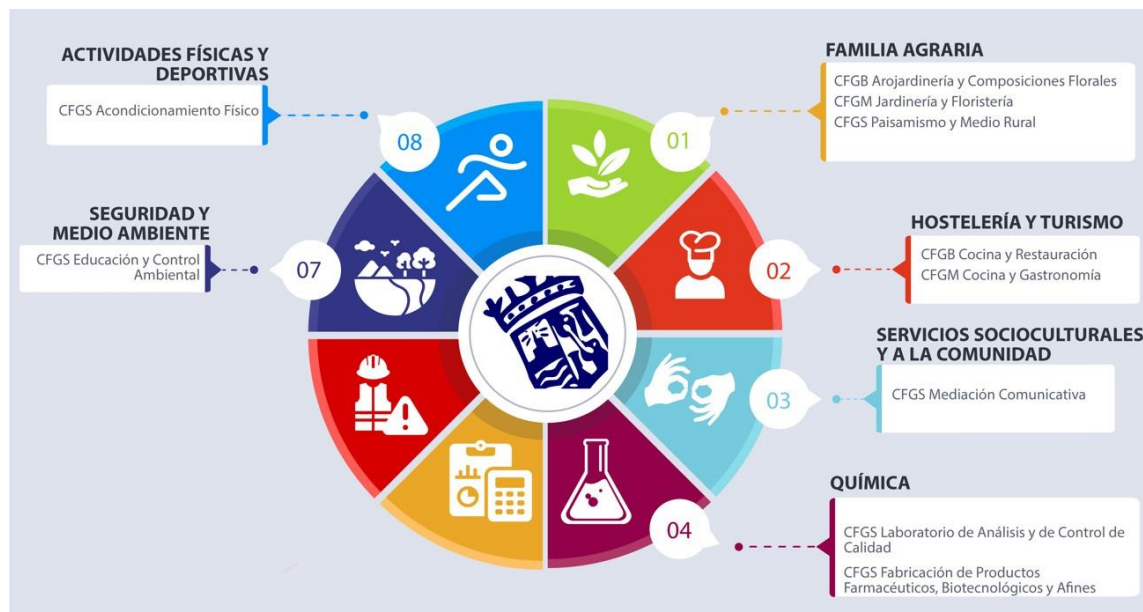 ACTIVIDADES FÍSICAS Y
DEPORTIVAS
CFGS Acondicionamiento Físico
08
FAMILIA AGRARIA
CFGB Arojardinería y Composiciones Florales
CFGM Jardinería y Floristería
CFGS Paisamismo y Medio Rural
01
SEGURIDAD Y
MEDIO AMBIENTE
CFGS Educación y Control
Ambiental
07
HOSTELERÍA Y TURISMO
CFGB Cocina y Restauración
CFGM Cocina y Gastronomía
02
SERVICIOS SOCIOCULTURALES
Y A LA COMUNIDAD
CFGS Mediación Comunicativa
03
QUÍMICA
CFGS Laboratorio de Análisis y de Control de
Calidad
CFGS Fabricación de Productos
Farmacéuticos, Biotecnológicos y Afines
04